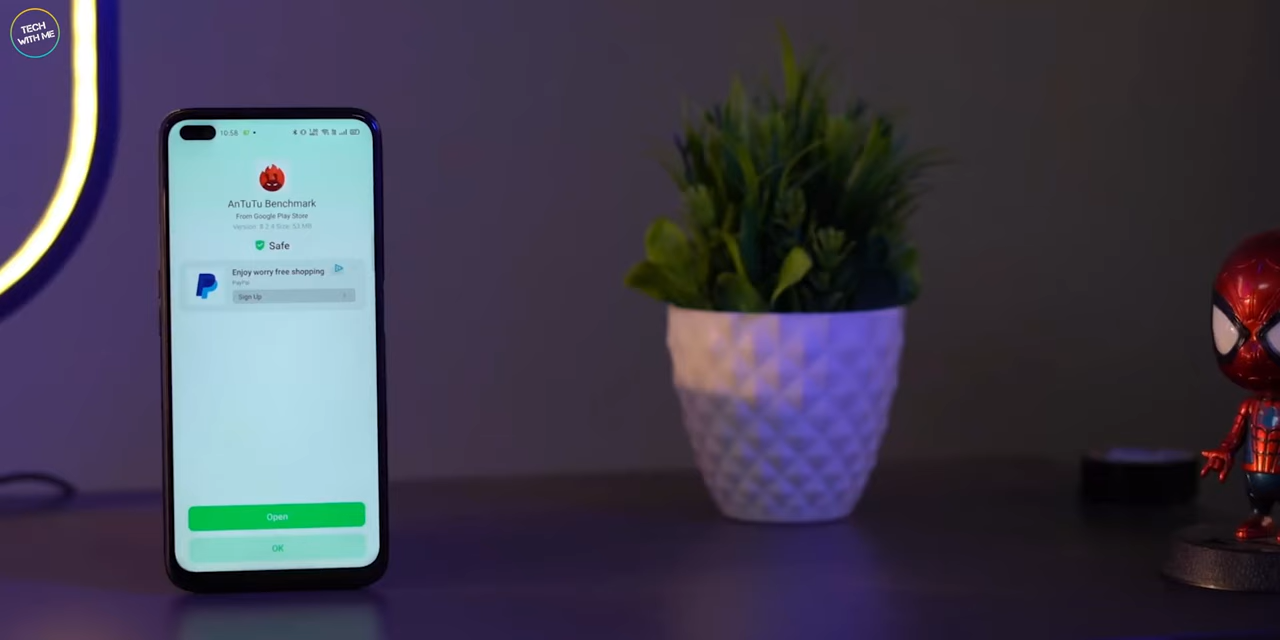 TECH
WITH ME
10:58
AnTuTu Benchmark
From Google Play Store
Safe
Enjoy worry free shopping
PayPal
Sign Up
Open
OK